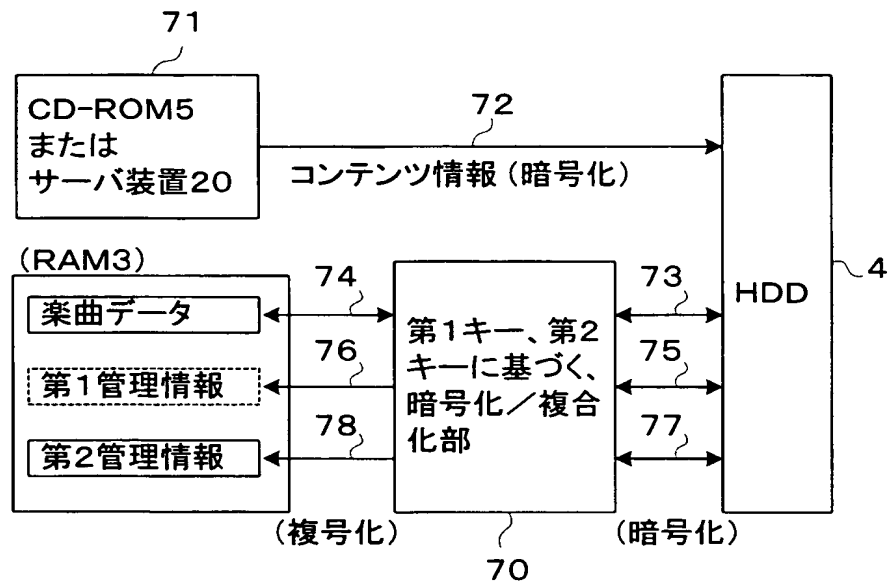 71
CD-ROM5
または
サーバ装置20
72
コンテンツ情報(暗号化)
(RAM3)
楽曲データ
第1管理情報
第2管理情報
74
76
78
第1キー、第2
キーに基づく、
暗号化/複合
化部
73
75
77
HDD
4
(複号化)
70
(暗号化)